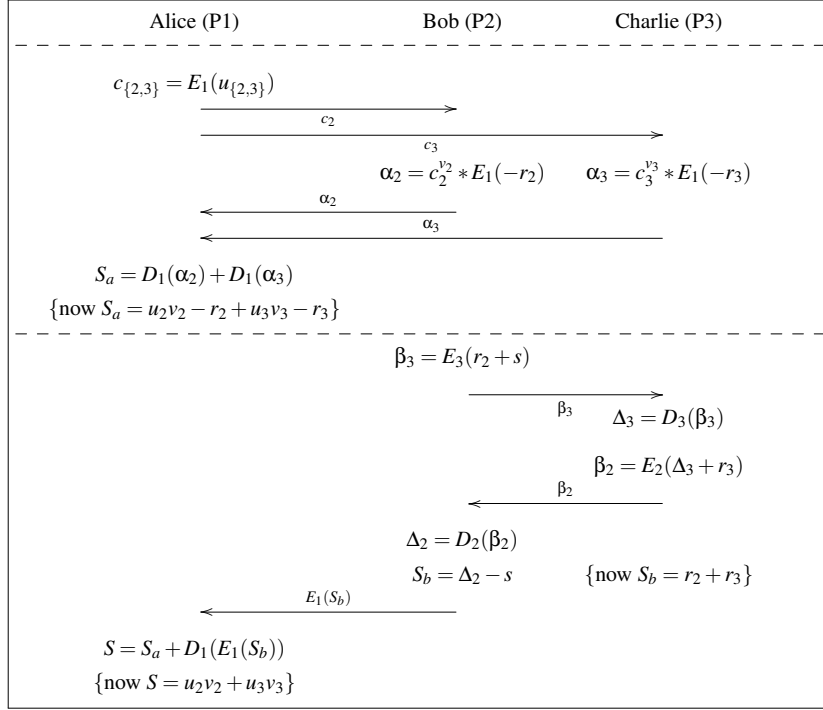 Alice (P1) Bob (P2) Charlie (P3)
c_{\{2,3\}} = E_1(u_{\{2,3\}})
c_2
c_3
α_2 = c_2^{v_2} * E_1(-r_2) α_3 = c_3^{v_3} * E_1(-r_3)
α_2
α_3
S_a = D_1(α_2) + D_1(α_3)
{now S_a = u_2v_2 - r_2 + u_3v_3 - r_3}
β_3 = E_3(r_2 + s)
β_3
Δ_3 = D_3(β_3)
β_2 = E_2(Δ_3 + r_3)
β_2
Δ_2 = D_2(β_2)
S_b = Δ_2 - s {now S_b = r_2 + r_3}
E_1(S_b)
S = S_a + D_1(E_1(S_b))
{now S = u_2v_2 + u_3v_3}